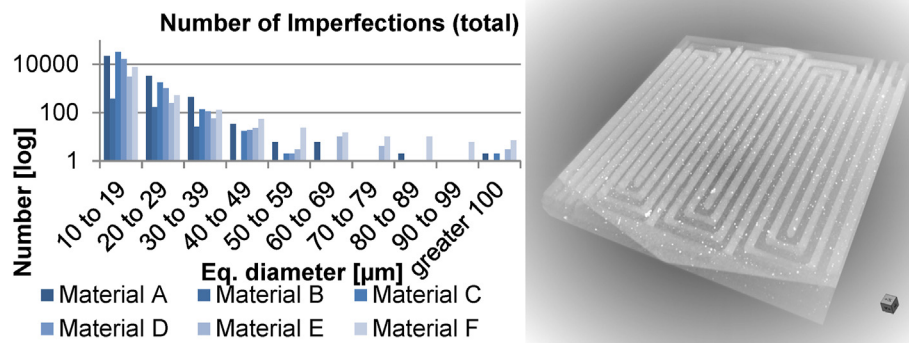 Number of Imperfections (total)
Number [log]
10000
100
1
10 to 19
20 to 29
30 to 39
40 to 49
50 to 59
60 to 69
70 to 79
80 to 89
90 to 99
greater 100
Eq. diameter [µm]
Material A
Material B
Material C
Material D
Material E
Material F